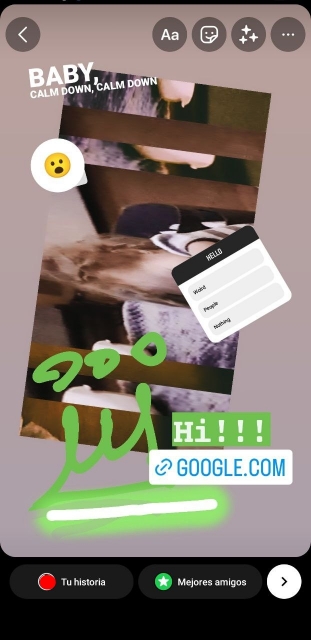 Aa
BABY,
CALM DOWN, CALM DOWN
HELLO
Weird
People
Nothing
Hi!!!
GOOGLE.COM
Tu historia
Mejores amigos